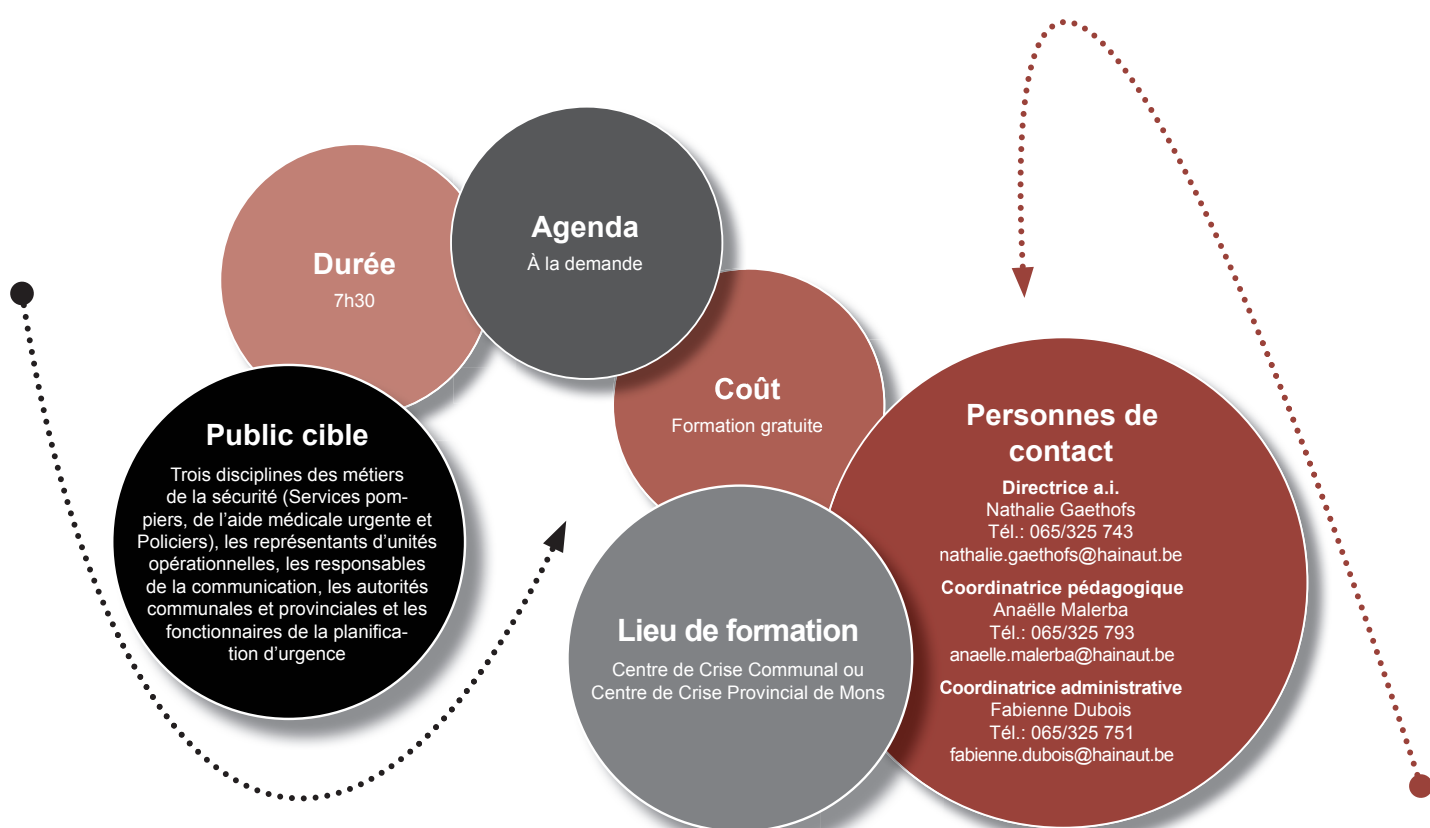 Durée
7h30
Agenda
À la demande
Public cible
Trois disciplines des métiers
de la sécurité (Services pom-
piers, de l’aide médicale urgente et
Policiers), les représentants d’unités
opérationnelles, les responsables
de la communication, les autorités
communales et provinciales et les
fonctionnaires de la planifica-
tion d’urgence
Coût
Formation gratuite
Lieu de formation
Centre de Crise Communal ou
Centre de Crise Provincial de Mons
Personnes de
contact
Directrice a.i.
Nathalie Gaethofs
Tél.: 065/325 743
nathalie.gaethofs@hainaut.be
Coordinatrice pédagogique
Anaëlle Malerba
Tél.: 065/325 793
anaelle.malerba@hainaut.be
Coordinatrice administrative
Fabienne Dubois
Tél.: 065/325 751
fabienne.dubois@hainaut.be